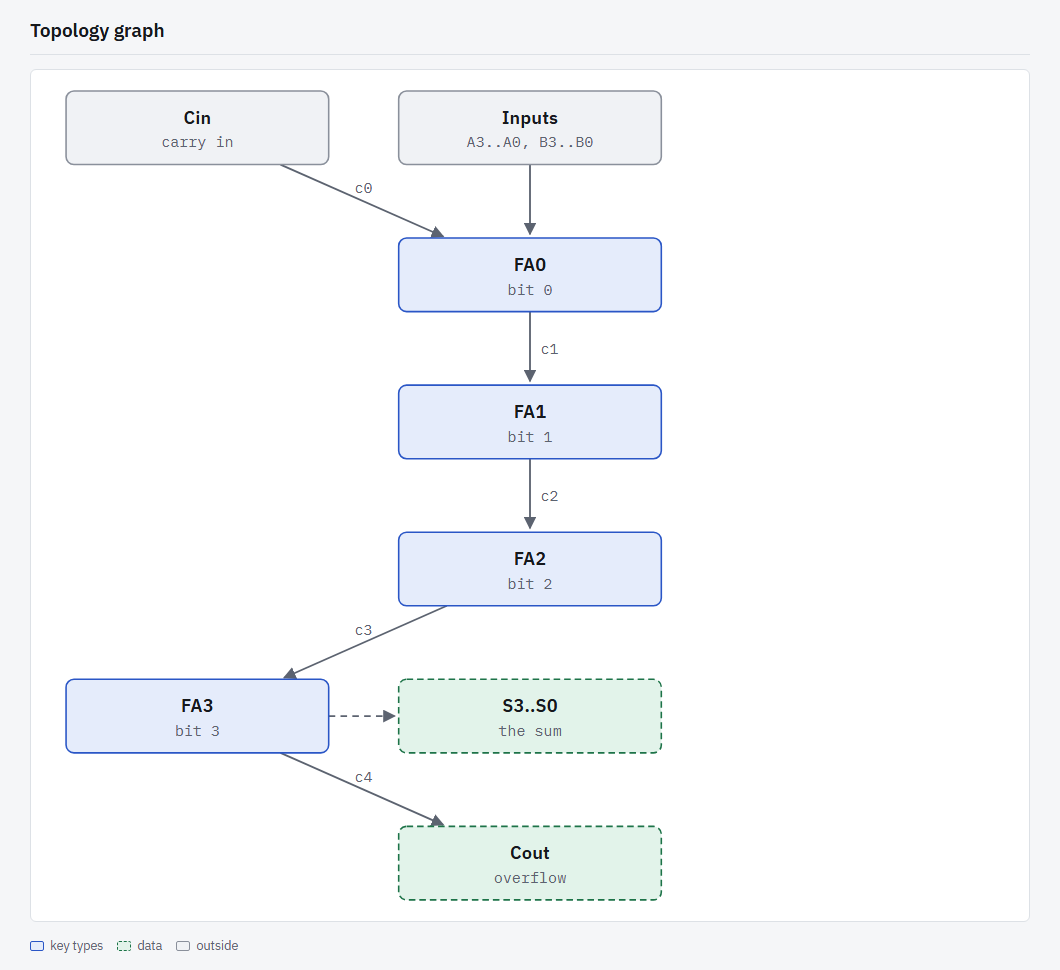 Topology graph
Cin
carry in
Inputs
A3..A0, B3..B0
c0
FA0
bit 0
c1
FA1
bit 1
c2
FA2
bit 2
c3
FA3
bit 3
S3..S0
the sum
c4
Cout
overflow
key types
data
outside